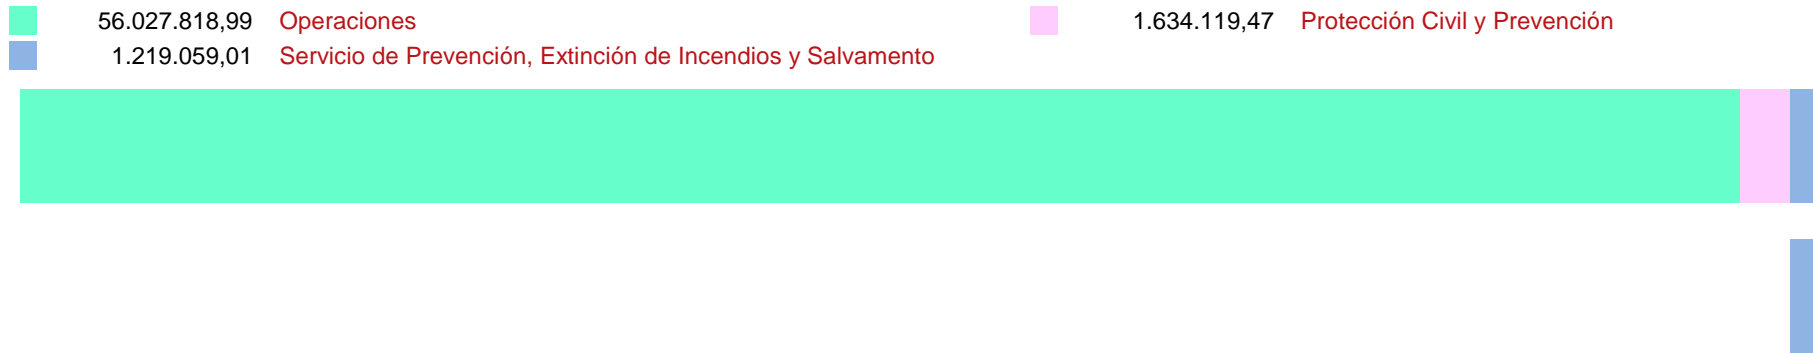 56.027.818,99 Operaciones 1.634.119,47 Protección Civil y Prevención
1.219.059,01 Servicio de Prevención, Extinción de Incendios y Salvamento